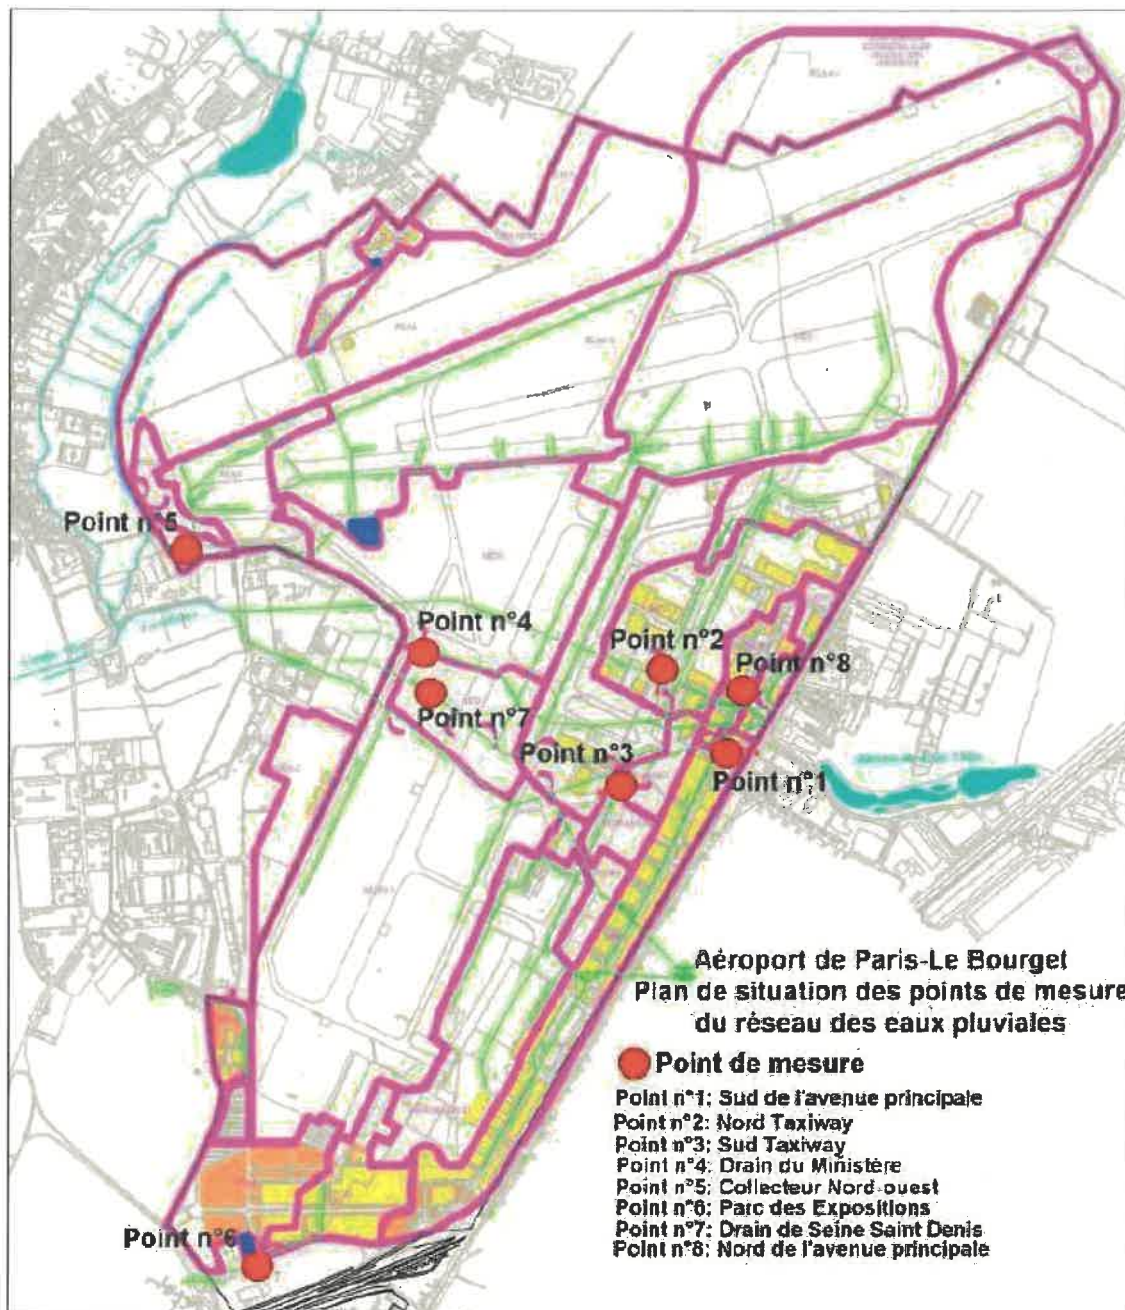 Point n°5
Point n°4
Point n°2
Point n°8
Point n°7
Point n°3
Point n°1
Aéroport de Paris-Le Bourget
Plan de situation des points de mesure
du réseau des eaux pluviales
Point de mesure
Point n°1: Sud de l'avenue principale
Point n°2: Nord Taxiway
Point n°3: Sud Taxiway
Point n°4: Drain du Ministère
Point n°5: Collecteur Nord-ouest
Point n°6: Parc des Expositions
Point n°7: Drain de Seine Saint Denis
Point n°8: Nord de l'avenue principale
Point n°6